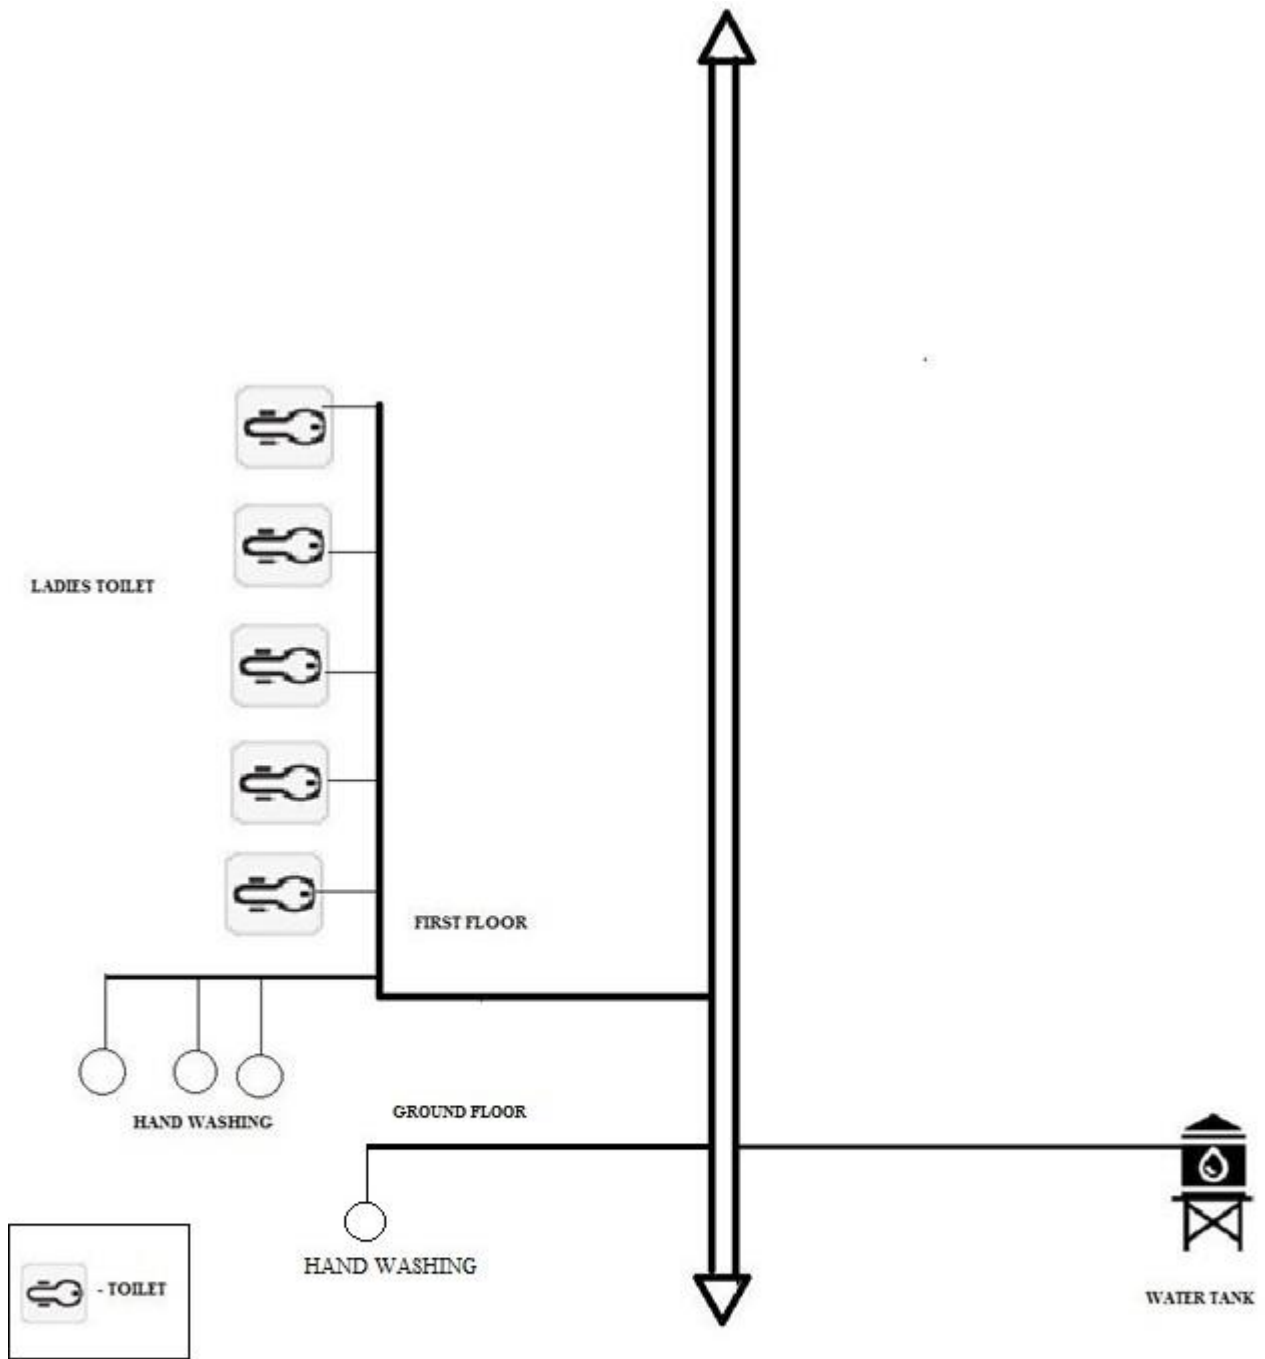 LADIES TOILET
FIRST FLOOR
GROUND FLOOR
HAND WASHING
HAND WASHING
- TOILET
WATER TANK